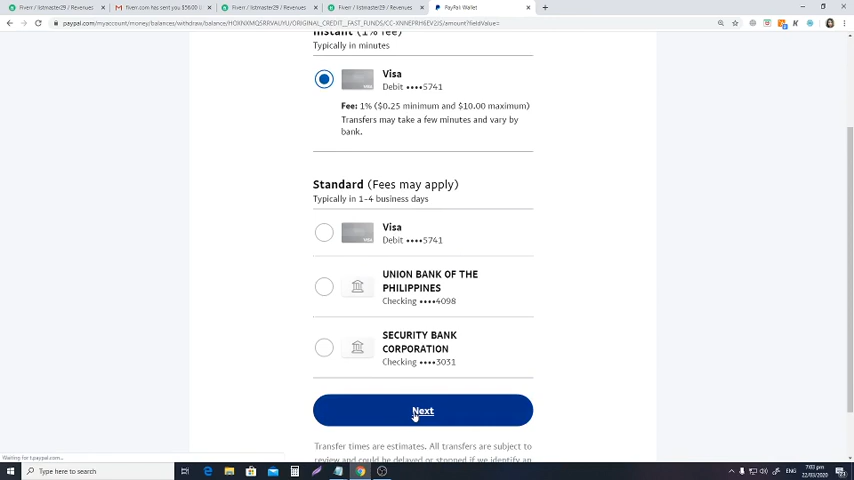 Fiverr / listmaster29 / Revenues
Fiverr.com has sent you $56.00 U
Fiverr / listmaster29 / Revenues
Fiverr / listmaster29 / Revenues
PayPal: Wallet
Instant (1% fee)
Typically in minutes
Visa
Debit ••••5741
Fee: 1% ($0.25 minimum and $10.00 maximum)
Transfers may take a few minutes and vary by
bank.
Standard (Fees may apply)
Typically in 1-4 business days
Visa
Debit ••••5741
UNION BANK OF THE
PHILIPPINES
Checking ••••4098
SECURITY BANK
CORPORATION
Checking ••••3031
Next
Transfer times are estimates. All transfers are subject to
review and could be delayed or stopped if we identify an
Waiting for t.paypal.com...
Type here to search
ENG
7:03 pm
22/03/2020